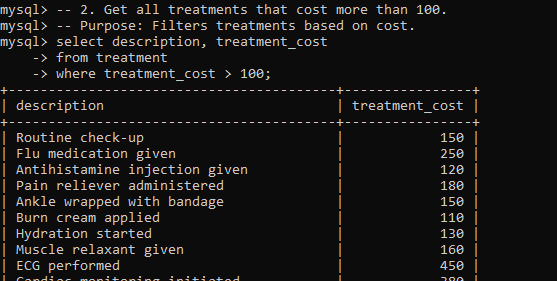 mysql> -- 2. Get all treatments that cost more than 100.
mysql> -- Purpose: Filters treatments based on cost.
mysql> select description, treatment_cost
    -> from treatment
    -> where treatment_cost > 100;
+-----------------------------------------+----------------+
| description                             | treatment_cost |
+-----------------------------------------+----------------+
| Routine check-up                        |            150 |
| Flu medication given                    |            250 |
| Antihistamine injection given           |            120 |
| Pain reliever administered              |            180 |
| Ankle wrapped with bandage              |            150 |
| Burn cream applied                      |            110 |
| Hydration started                       |            130 |
| Muscle relaxant given                   |            160 |
| ECG performed                           |            450 |
| Cardiac monitoring initiated            |            280 |